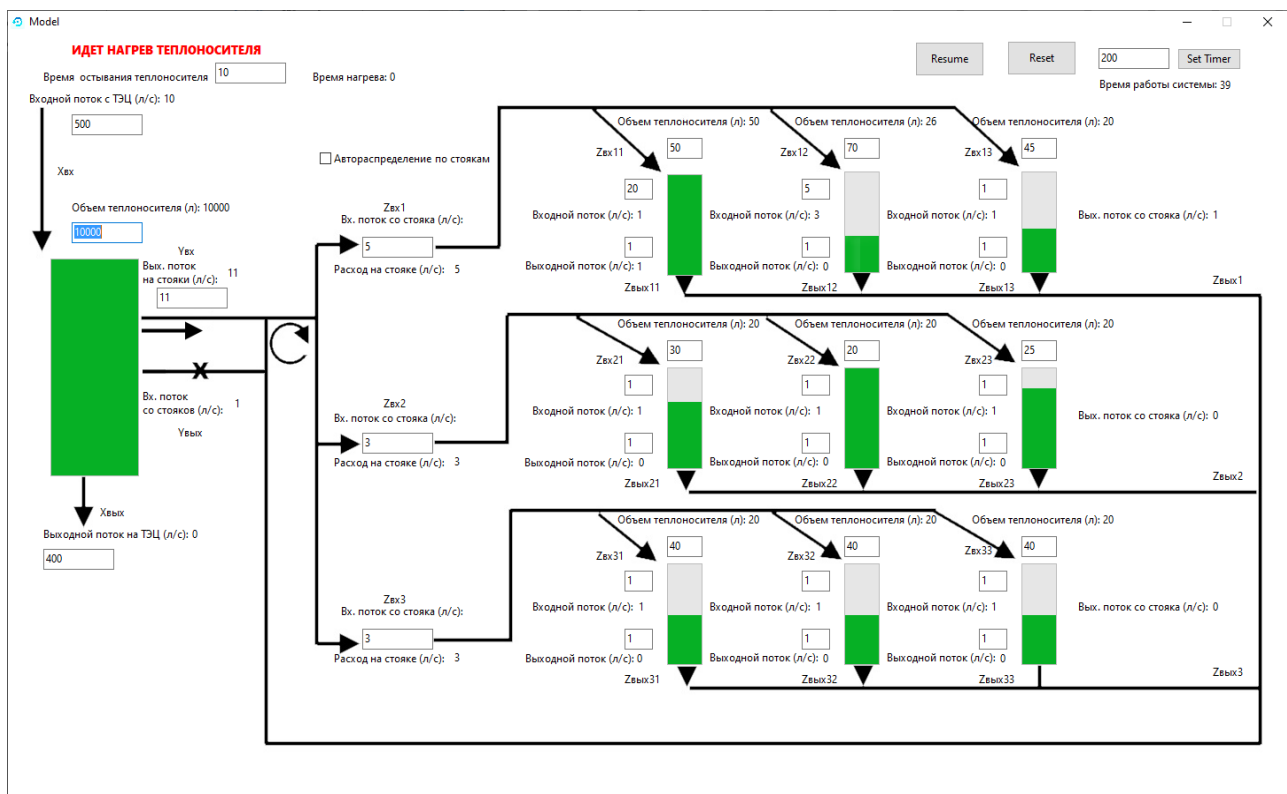 Model
ИДЕТ НАГРЕВ ТЕПЛОНОСИТЕЛЯ
Время остывания теплоносителя 10 Время нагрева: 0
Resume Reset 200 Set Timer
Время работы системы: 39
Входной поток с ТЭЦ (л/с): 10
500
Xвх
Объем теплоносителя (л): 10000
10000
Yвх
Вых. поток
на стояки (л/с): 11
11
Вх. поток
со стояков (л/с): 1
Yвых
Xвых
Выходной поток на ТЭЦ (л/с): 0
400
Автораспределение по стоякам
Zвх1
Вх. поток со стояка (л/с):
5
Расход на стояке (л/с): 5
Объем теплоносителя (л): 50 Объем теплоносителя (л): 26 Объем теплоносителя (л): 20
Zвх11 50 Zвх12 70 Zвх13 45
20 5 1
Входной поток (л/с): 1 Входной поток (л/с): 3 Входной поток (л/с): 1 Вых. поток со стояка (л/с): 1
1 1 1
Выходной поток (л/с): 1 Выходной поток (л/с): 0 Выходной поток (л/с): 0
Zвых11 Zвых12 Zвых13 Zвых1
Zвх2
Вх. поток со стояка (л/с):
3
Расход на стояке (л/с): 3
Объем теплоносителя (л): 20 Объем теплоносителя (л): 20 Объем теплоносителя (л): 20
Zвх21 30 Zвх22 20 Zвх23 25
1 1 1
Входной поток (л/с): 1 Входной поток (л/с): 1 Входной поток (л/с): 1 Вых. поток со стояка (л/с): 0
1 1 1
Выходной поток (л/с): 0 Выходной поток (л/с): 0 Выходной поток (л/с): 0
Zвых21 Zвых22 Zвых23 Zвых2
Zвх3
Вх. поток со стояка (л/с):
3
Расход на стояке (л/с): 3
Объем теплоносителя (л): 20 Объем теплоносителя (л): 20 Объем теплоносителя (л): 20
Zвх31 40 Zвх32 40 Zвх33 40
1 1 1
Входной поток (л/с): 1 Входной поток (л/с): 1 Входной поток (л/с): 1 Вых. поток со стояка (л/с): 0
1 1 1
Выходной поток (л/с): 0 Выходной поток (л/с): 0 Выходной поток (л/с): 0
Zвых31 Zвых32 Zвых33 Zвых3